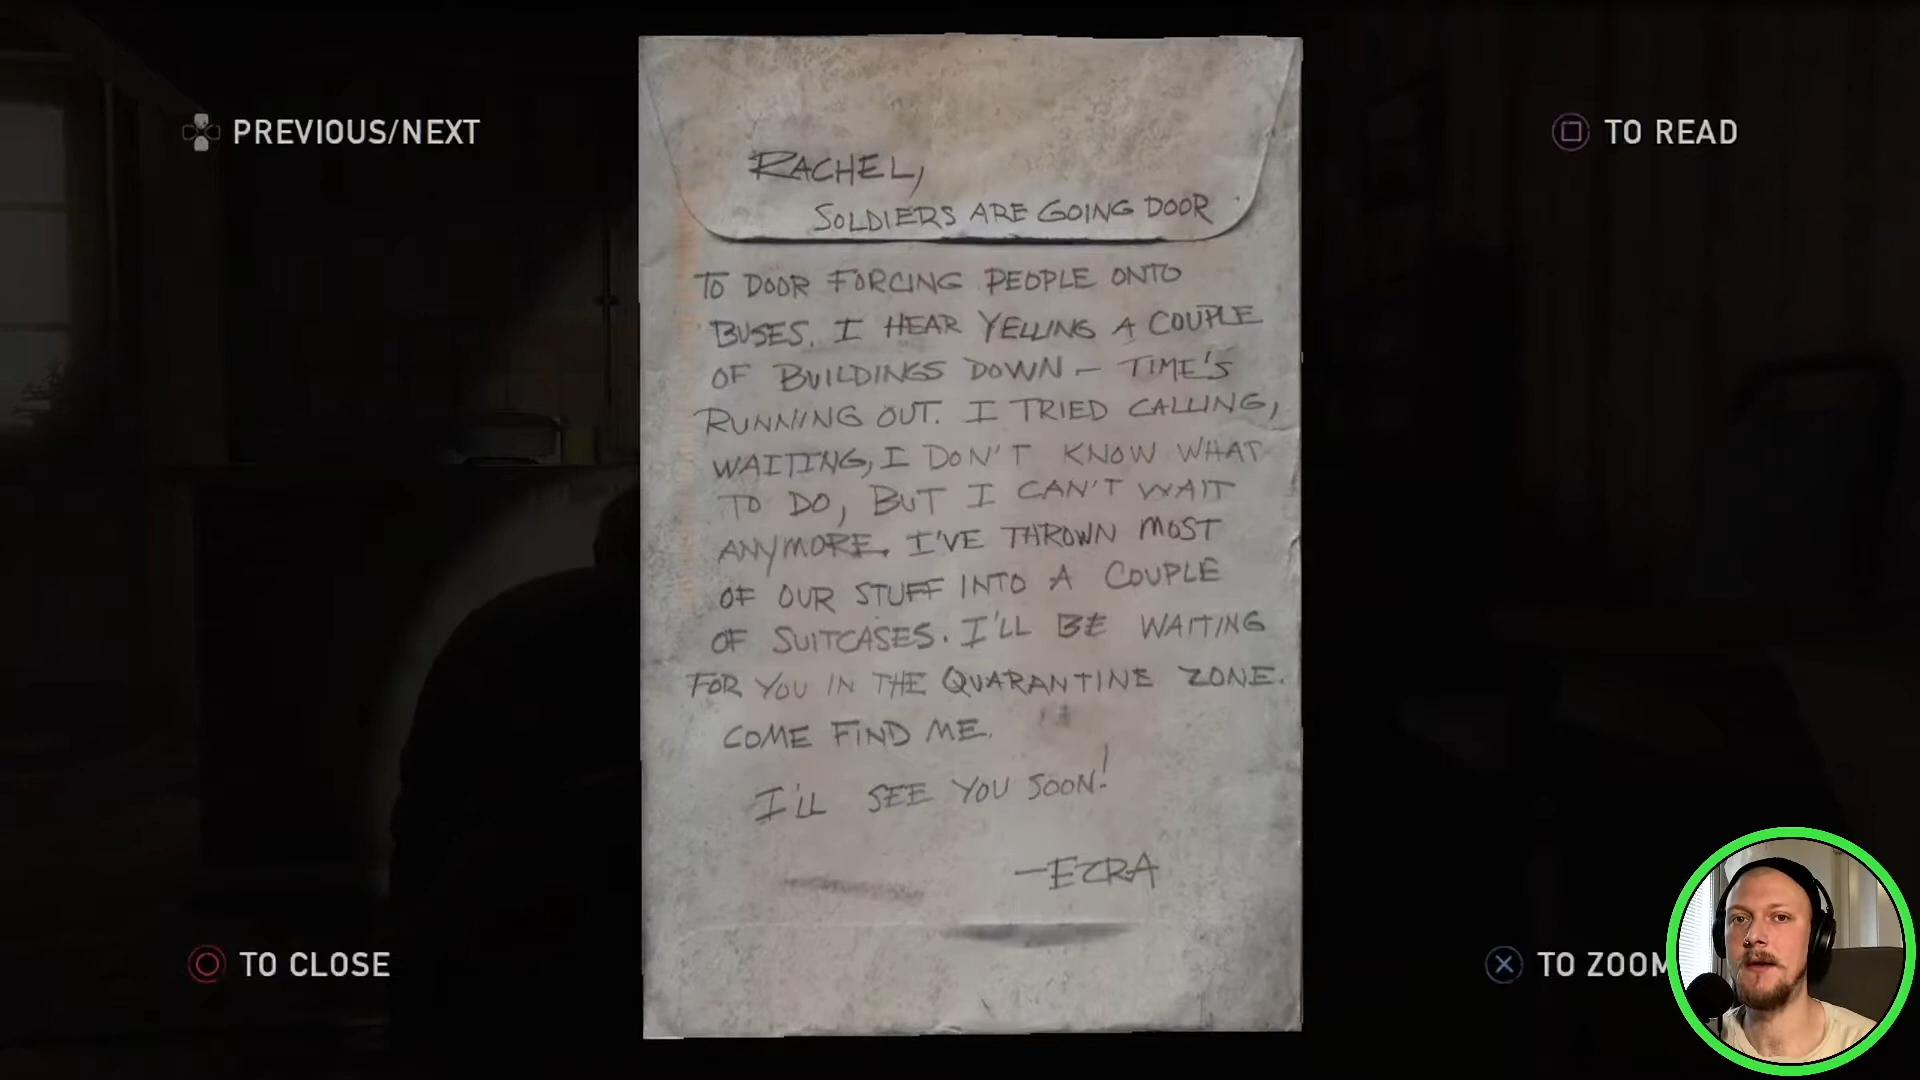 PREVIOUS/NEXT
TO READ
RACHEL,
SOLDIERS ARE GOING DOOR
TO DOOR FORCING PEOPLE ONTO
BUSES. I HEAR YELLING A COUPLE
OF BUILDINGS DOWN - TIME'S
RUNNING OUT. I TRIED CALLING,
WAITING, I DON'T KNOW WHAT
TO DO, BUT I CAN'T WAIT
ANYMORE. I'VE THROWN MOST
OF OUR STUFF INTO A COUPLE
OF SUITCASES. I'LL BE WAITING
FOR YOU IN THE QUARANTINE ZONE.
COME FIND ME.
I'LL SEE YOU SOON!
-EZRA
TO CLOSE
TO ZOOM